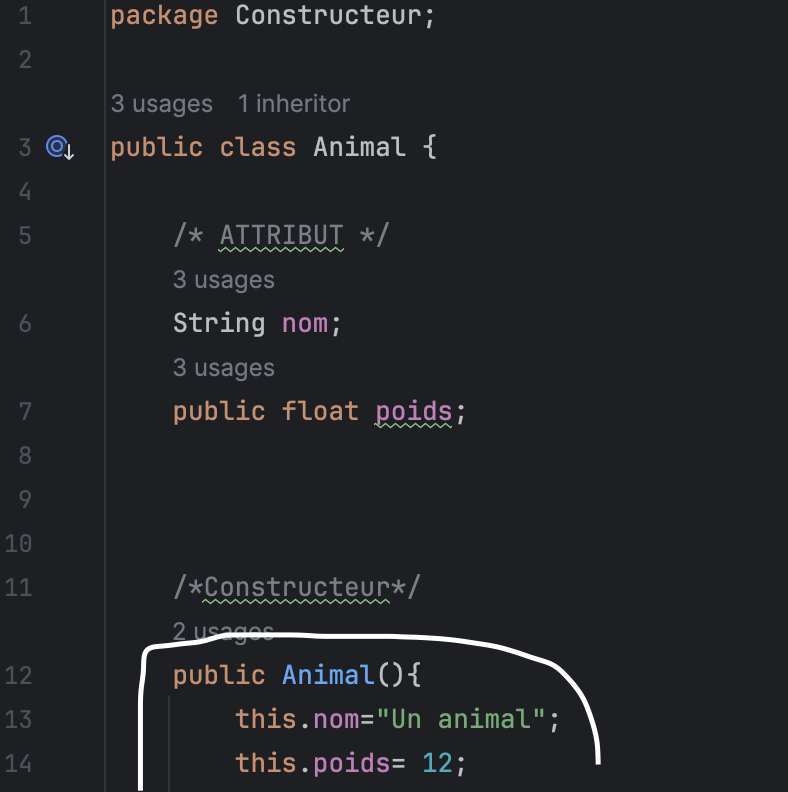 1 package Constructeur;
2
3 usages 1 inheritor
3 public class Animal {
4
5 /* ATTRIBUT */
3 usages
6 String nom;
3 usages
7 public float poids;
8
9
10
11 /*Constructeur*/
2 usages
12 public Animal(){
13 this.nom="Un animal";
14 this.poids= 12;